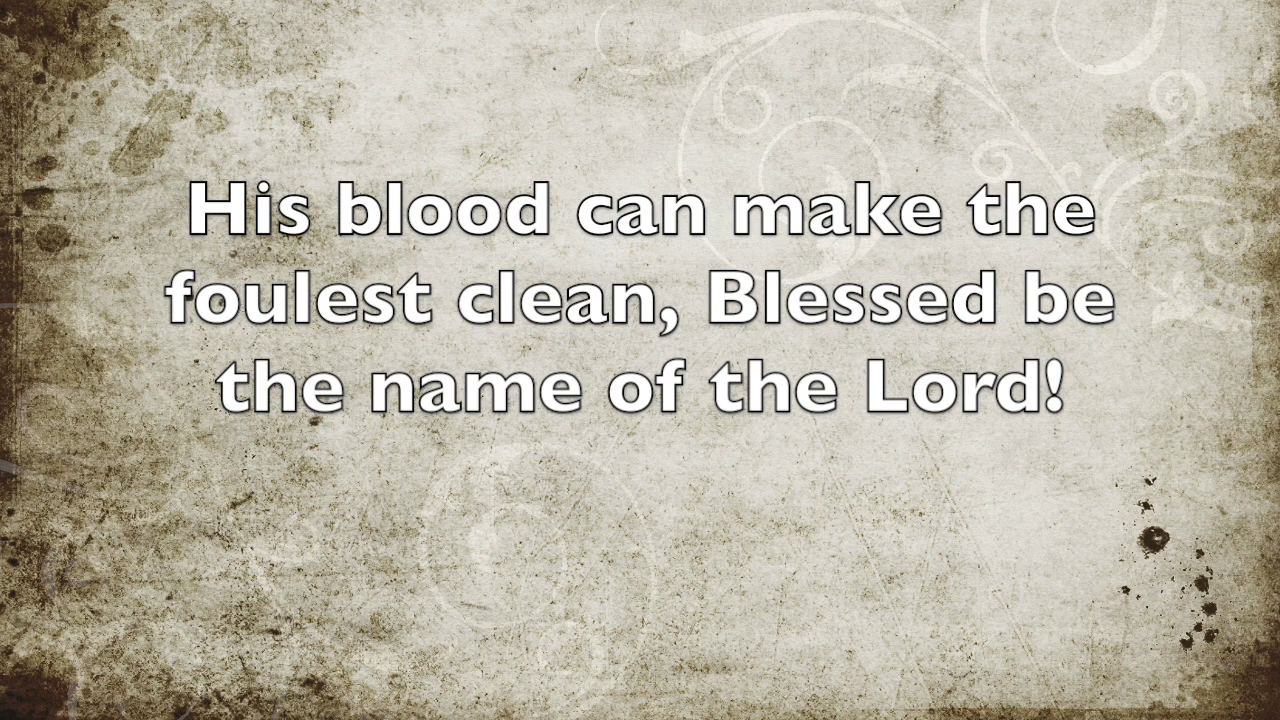 His blood can make the
foulest clean, Blessed be
the name of the Lord!